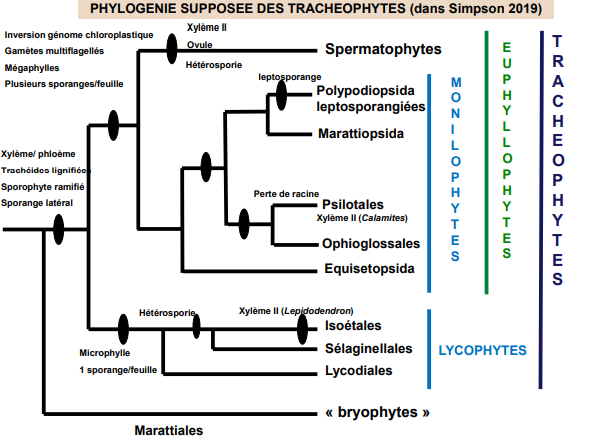 PHYLOGENIE SUPPOSEE DES TRACHEOPHYTES (dans Simpson 2019)
Inversion génome chloroplastique
Gamètes multiflagellés
Mégaphylles
Plusieurs sporanges/feuille
Xylème II
Ovule
Hétérosporie
Spermatophytes
leptosporange
Polypodiopsida
leptosporangiées
Marattiopsida
Xylème/ phloème
Trachéides lignifiées
Sporophyte ramifié
Sporange latéral
Perte de racine
Psilotales
Xylème II (Calamites)
Ophioglossales
Equisetopsida
Hétérosporie
Xylème II (Lepidodendron)
Isoétales
Microphylle
1 sporange/feuille
Sélaginellales
Lycodiales
« bryophytes »
Marattiales
MONILOPHYTES
EUPHYLLOPHYTES
TRACHEOPHYTES
LYCOPHYTES